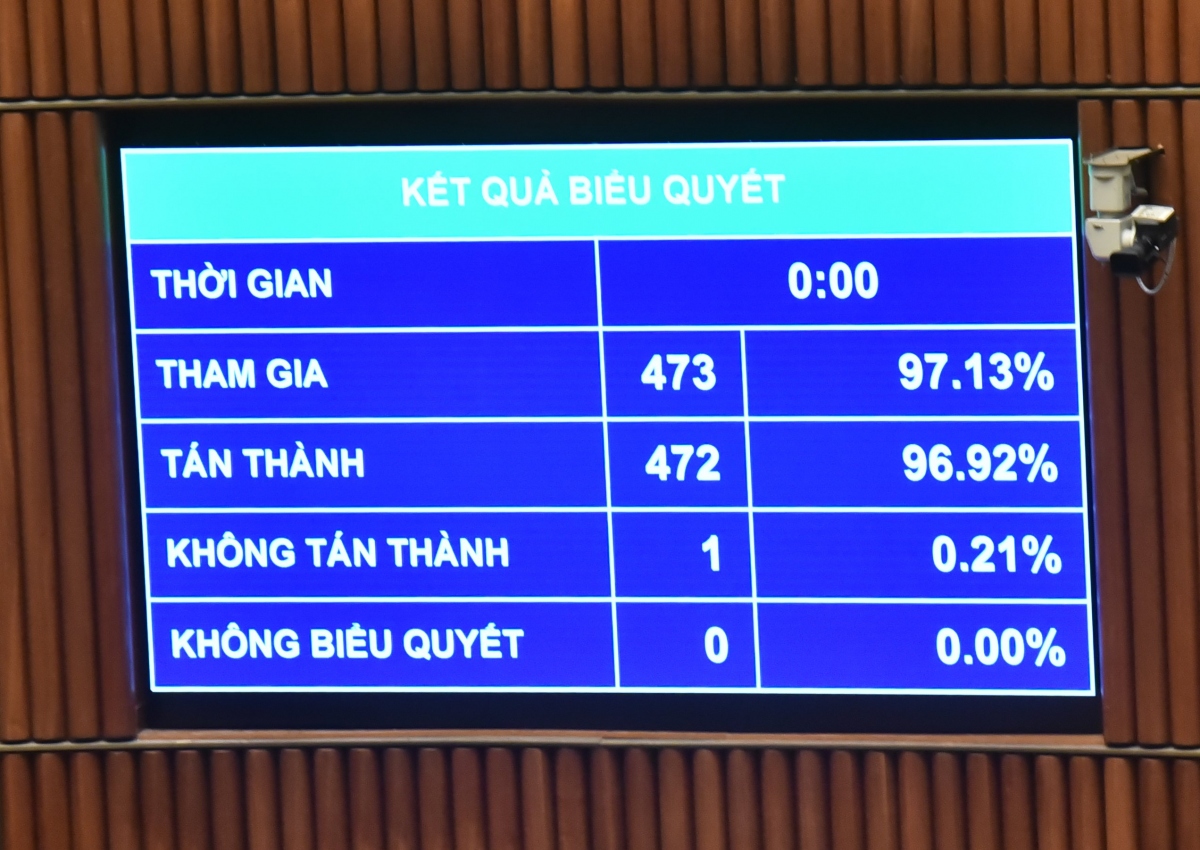 KẾT QUẢ BIỂU QUYẾT
THỜI GIAN 0:00
THAM GIA 473 97.13%
TÁN THÀNH 472 96.92%
KHÔNG TÁN THÀNH 1 0.21%
KHÔNG BIỂU QUYẾT 0 0.00%